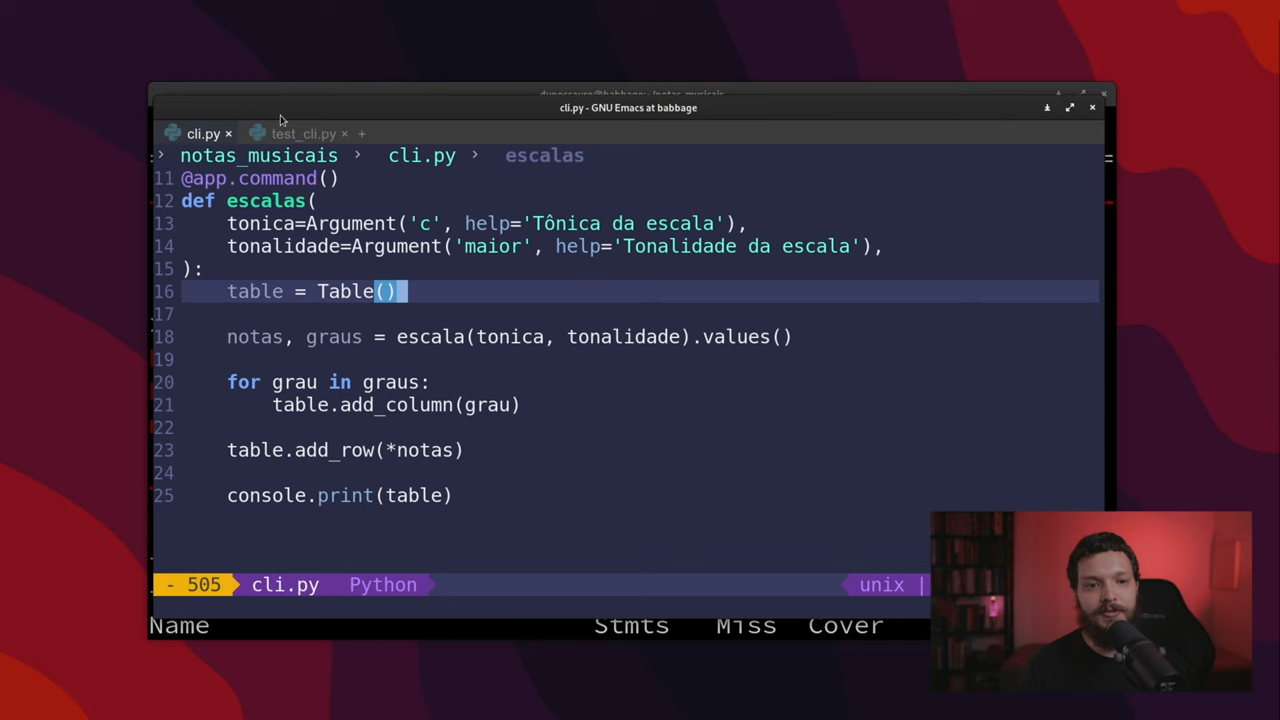 cli.py - GNU Emacs at babbage
cli.py × test_cli.py × +
notas_musicais › cli.py › escalas
11 @app.command()
12 def escalas(
13 tonica=Argument('c', help='Tônica da escala'),
14 tonalidade=Argument('maior', help='Tonalidade da escala'),
15 ):
16 table = Table()
17
18 notas, graus = escala(tonica, tonalidade).values()
19
20 for grau in graus:
21 table.add_column(grau)
22
23 table.add_row(*notas)
24
25 console.print(table)
- 505 cli.py Python unix |
Name Stmts Miss Cover